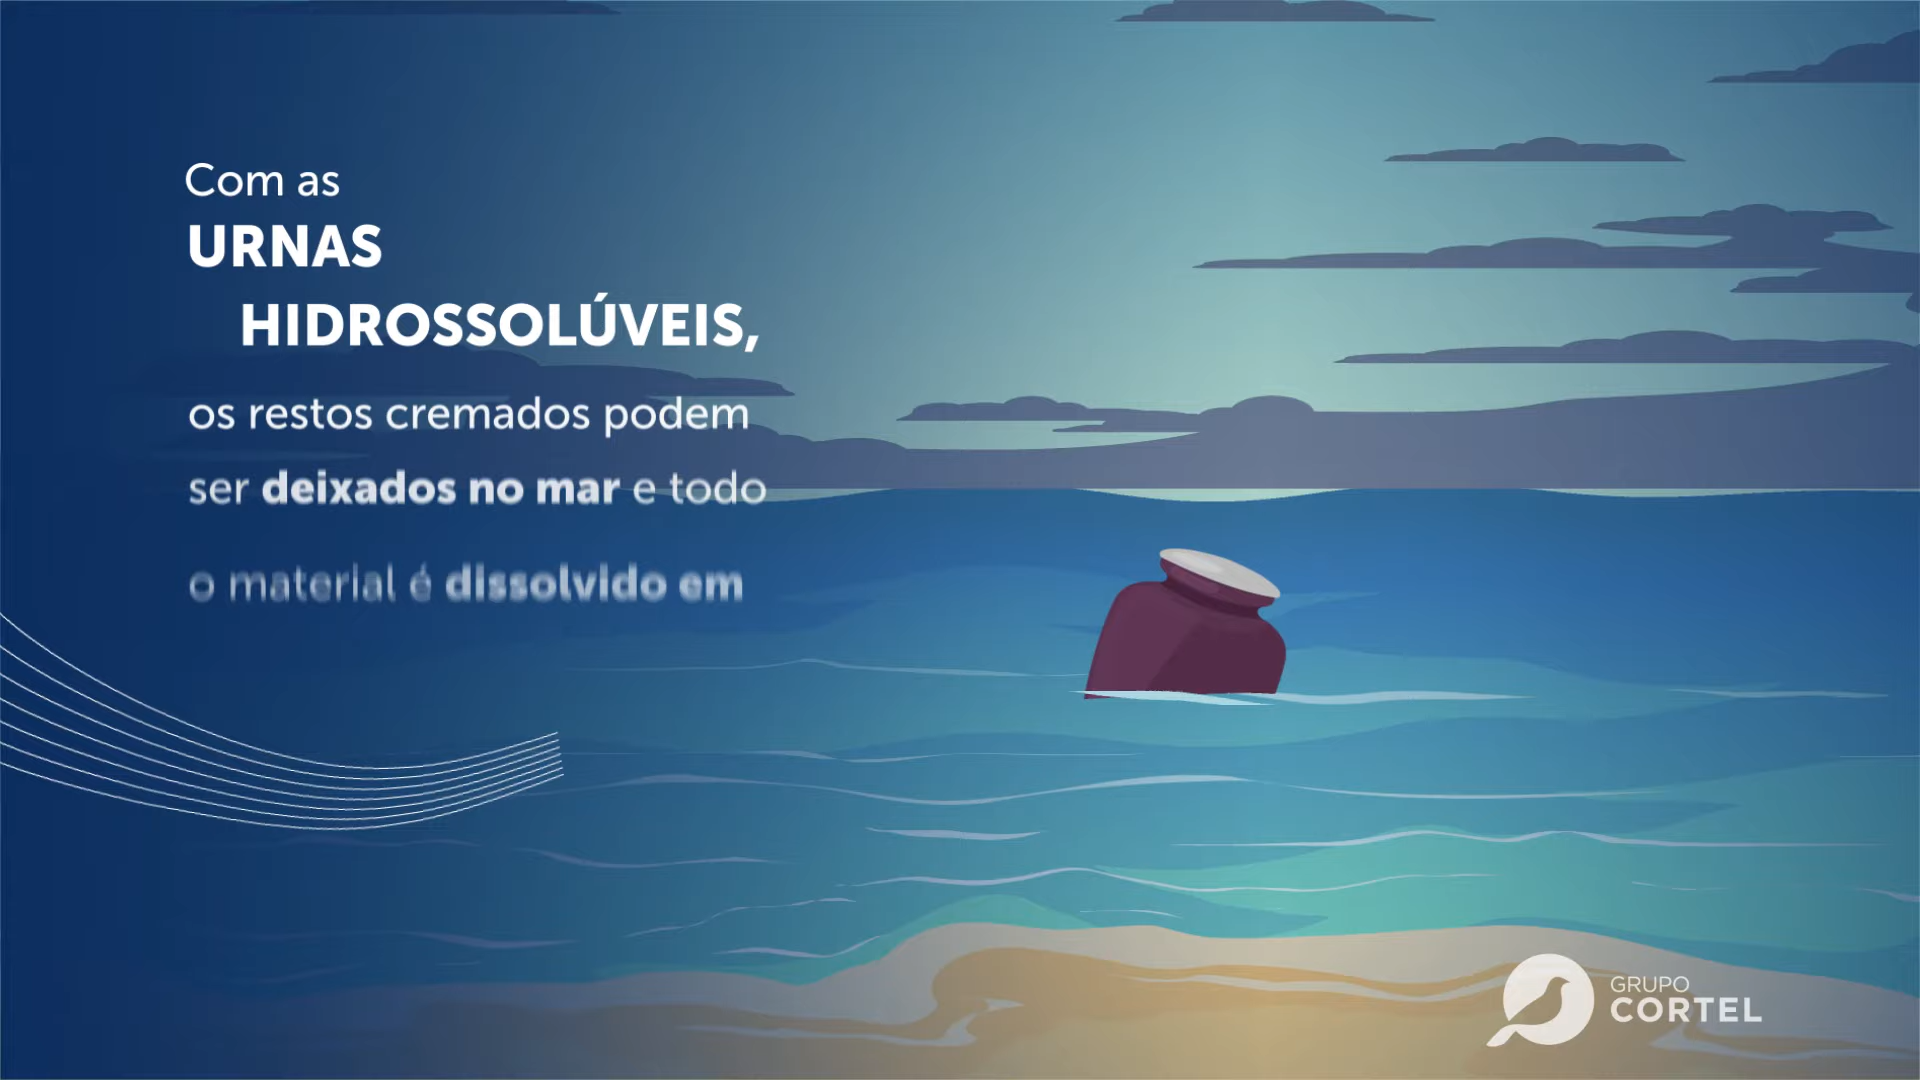 Com as
URNAS
HIDROSSOLÚVEIS,
os restos cremados podem
ser deixados no mar e todo
o material é dissolvido em
GRUPO
CORTEL